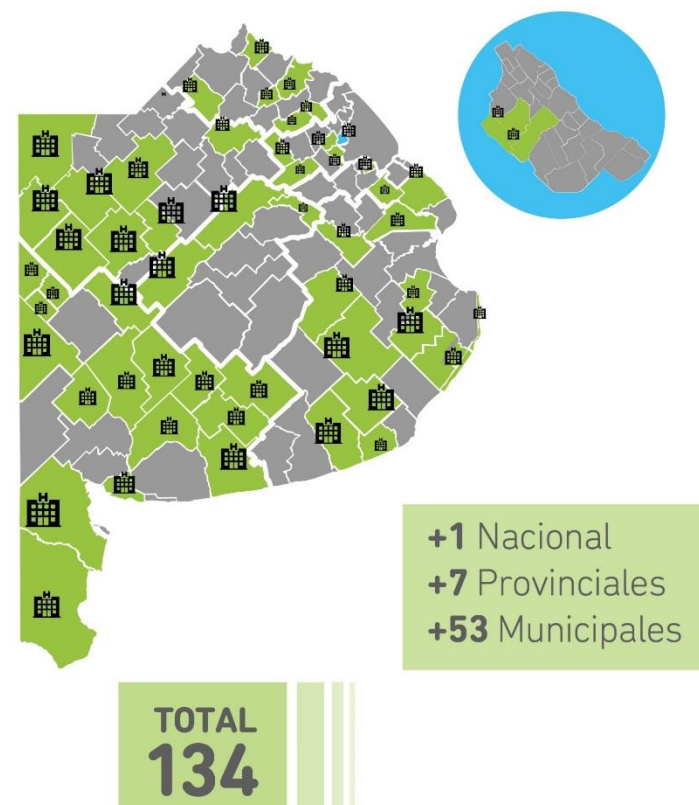 +1 Nacional
+7 Provinciales
+53 Municipales
TOTAL
134